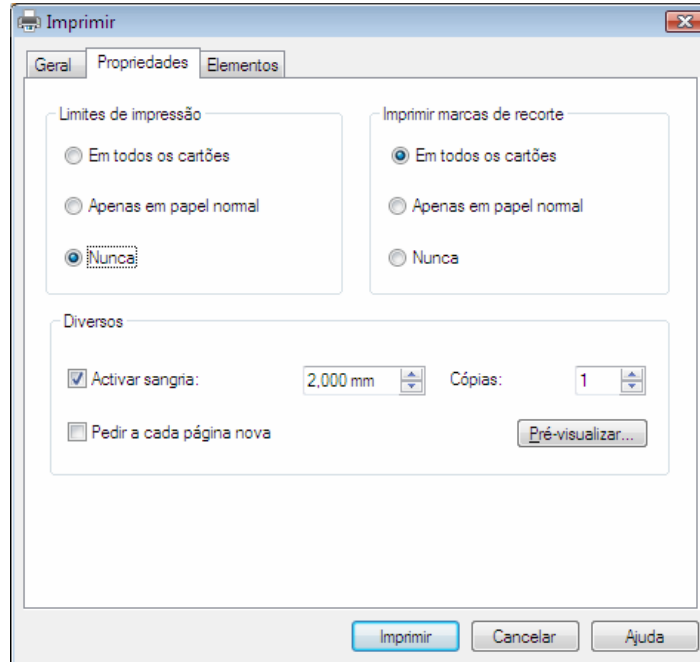 Imprimir
Geral Propriedades Elementos
Limites de impressão
Em todos os cartões
Apenas em papel normal
Nunca
Imprimir marcas de recorte
Em todos os cartões
Apenas em papel normal
Nunca
Diversos
Activar sangria: 2,000 mm Cópias: 1
Pedir a cada página nova Pré-visualizar...
Imprimir Cancelar Ajuda